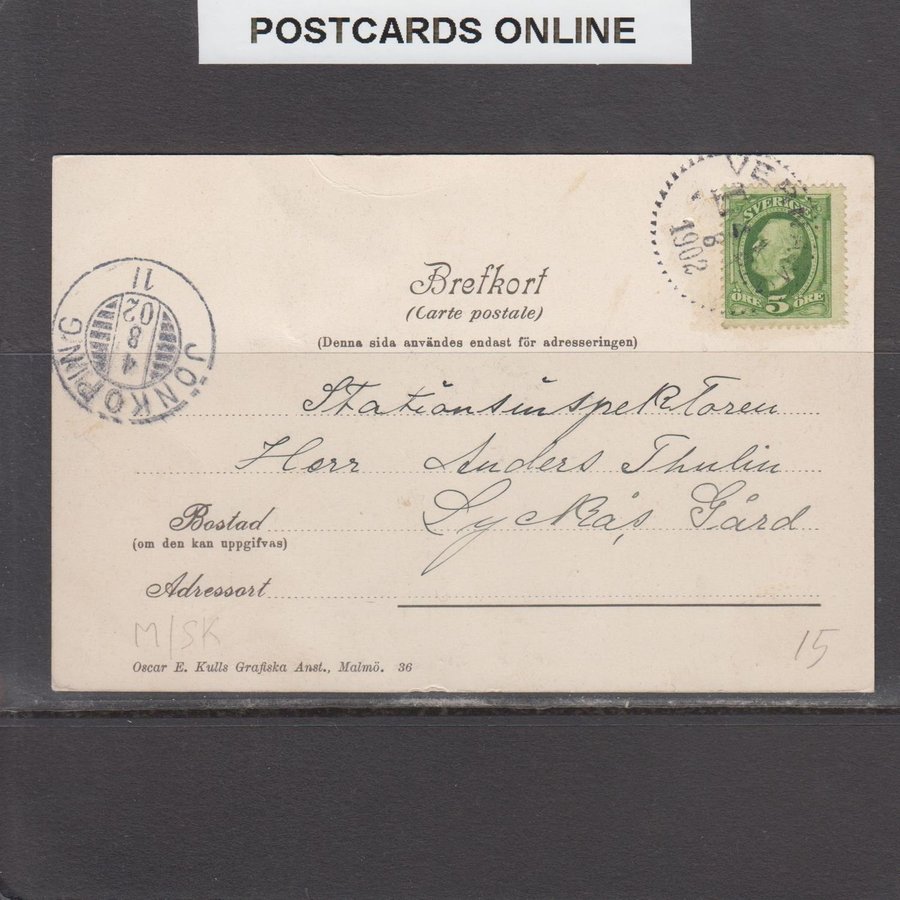 POSTCARDS ONLINE
SVERIGE
ÖRE 5 ÖRE
8
1902
JÖNKÖPING
4
8
02
11
Brefkort
(Carte postale)
(Denna sida användes endast för adresseringen)
Stationsinspektoren
Herr Anders Thulin
Bostad Lyckås, Gård
(om den kan uppgifvas)
Adressort
M/SK
15
Oscar E. Kulls Grafiska Anst., Malmö. 36